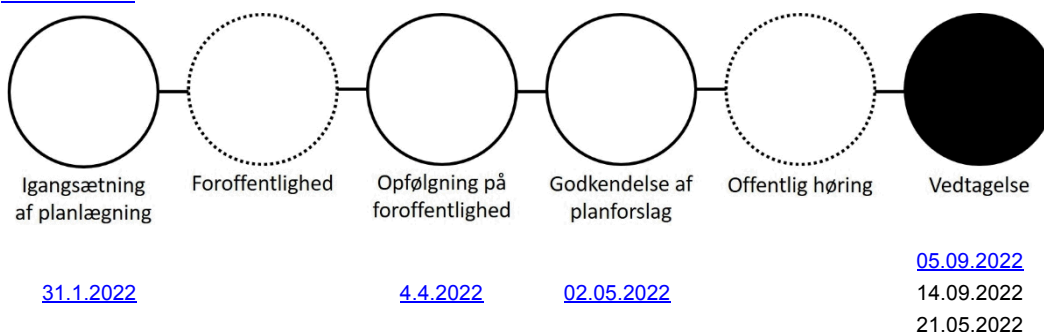 Igangsætning
af planlægning
Foroffentlighed
Opfølgning på
foroffentlighed
Godkendelse af
planforslag
Offentlig høring
Vedtagelse
31.1.2022
4.4.2022
02.05.2022
05.09.2022
14.09.2022
21.05.2022